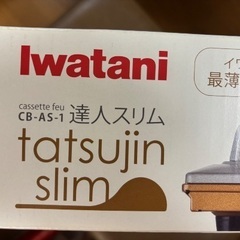 Iwatani
cassette feu
CB-AS-1 達人スリム
tatsujin
slim
イワ
最薄